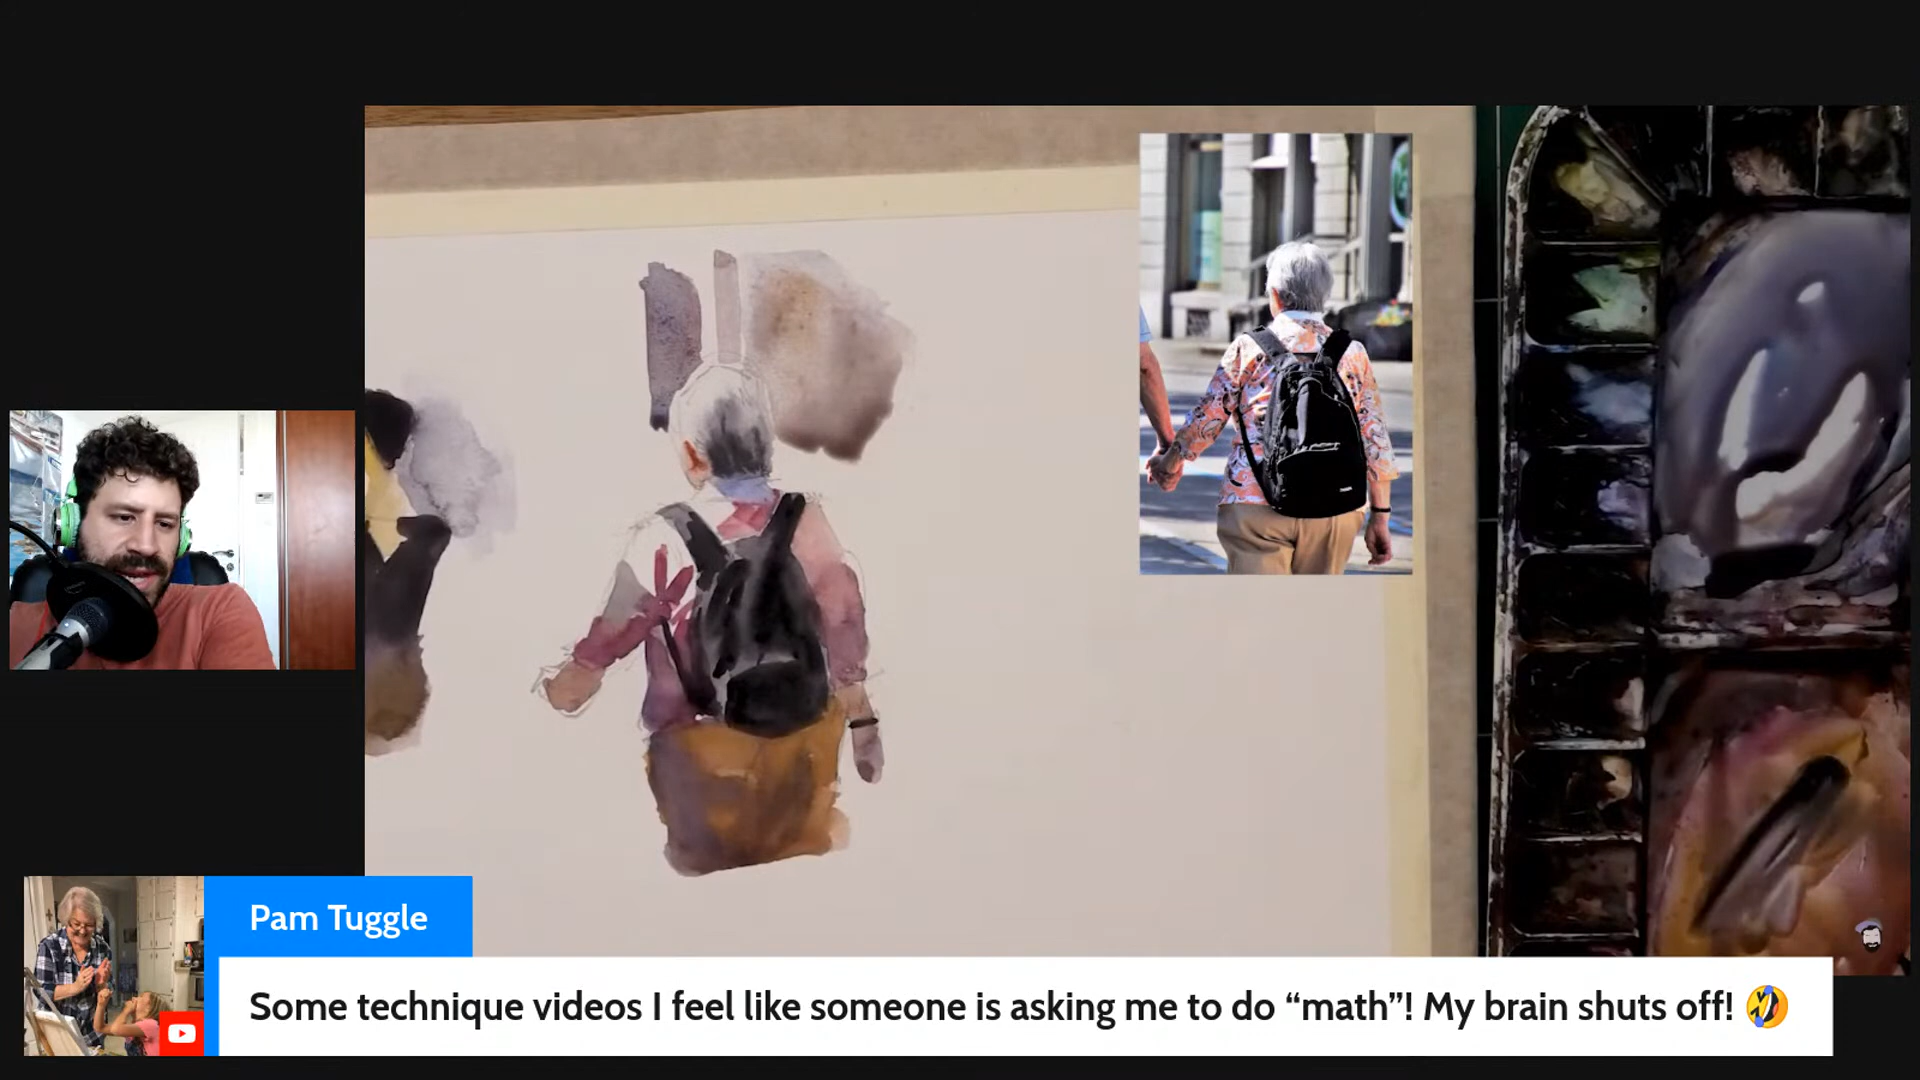 Pam Tuggle
Some technique videos I feel like someone is asking me to do “math”! My brain shuts off! 🤣